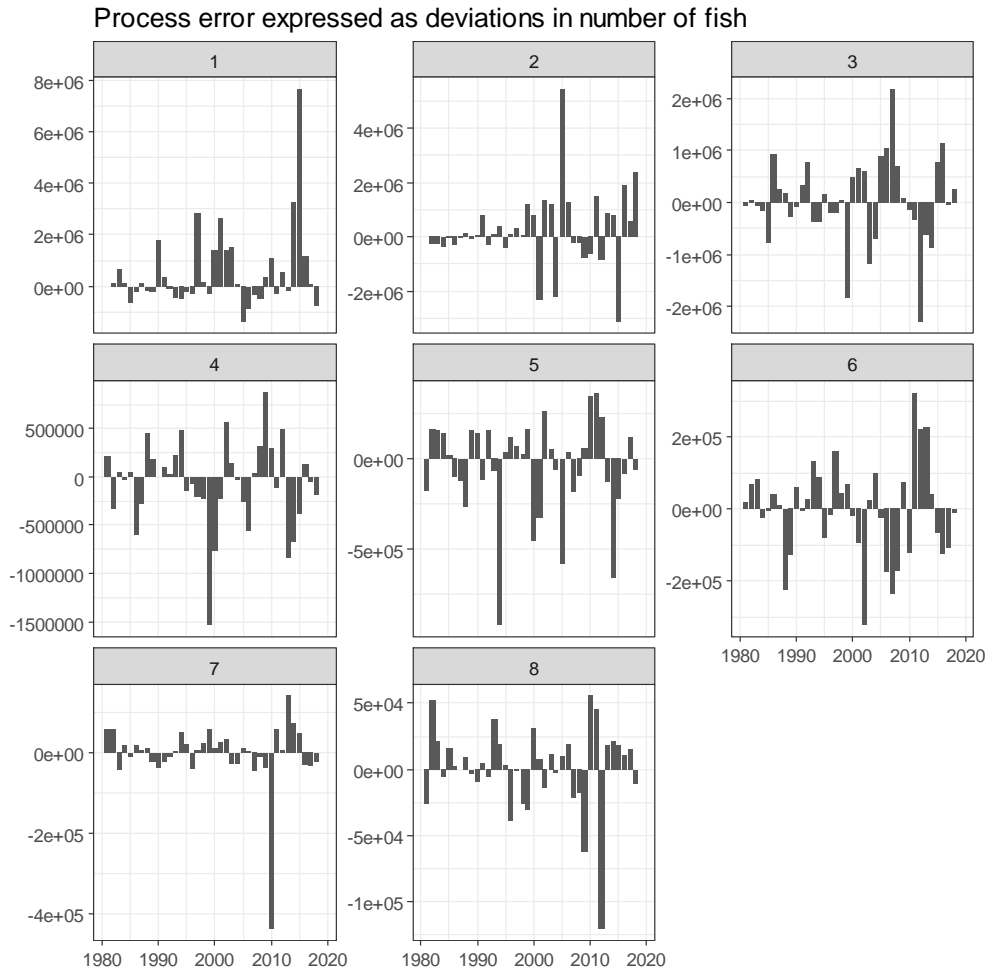 Process error expressed as deviations in number of fish
1
2
3
8e+06
6e+06
4e+06
2e+06
0e+00
4e+06
2e+06
0e+00
-2e+06
2e+06
1e+06
0e+00
-1e+06
-2e+06
4
5
6
500000
0
-500000
-1000000
-1500000
0e+00
-5e+05
2e+05
0e+00
-2e+05
1980 1990 2000 2010 2020
7
8
0e+00
-2e+05
-4e+05
5e+04
0e+00
-5e+04
-1e+05
1980 1990 2000 2010 2020
1980 1990 2000 2010 2020